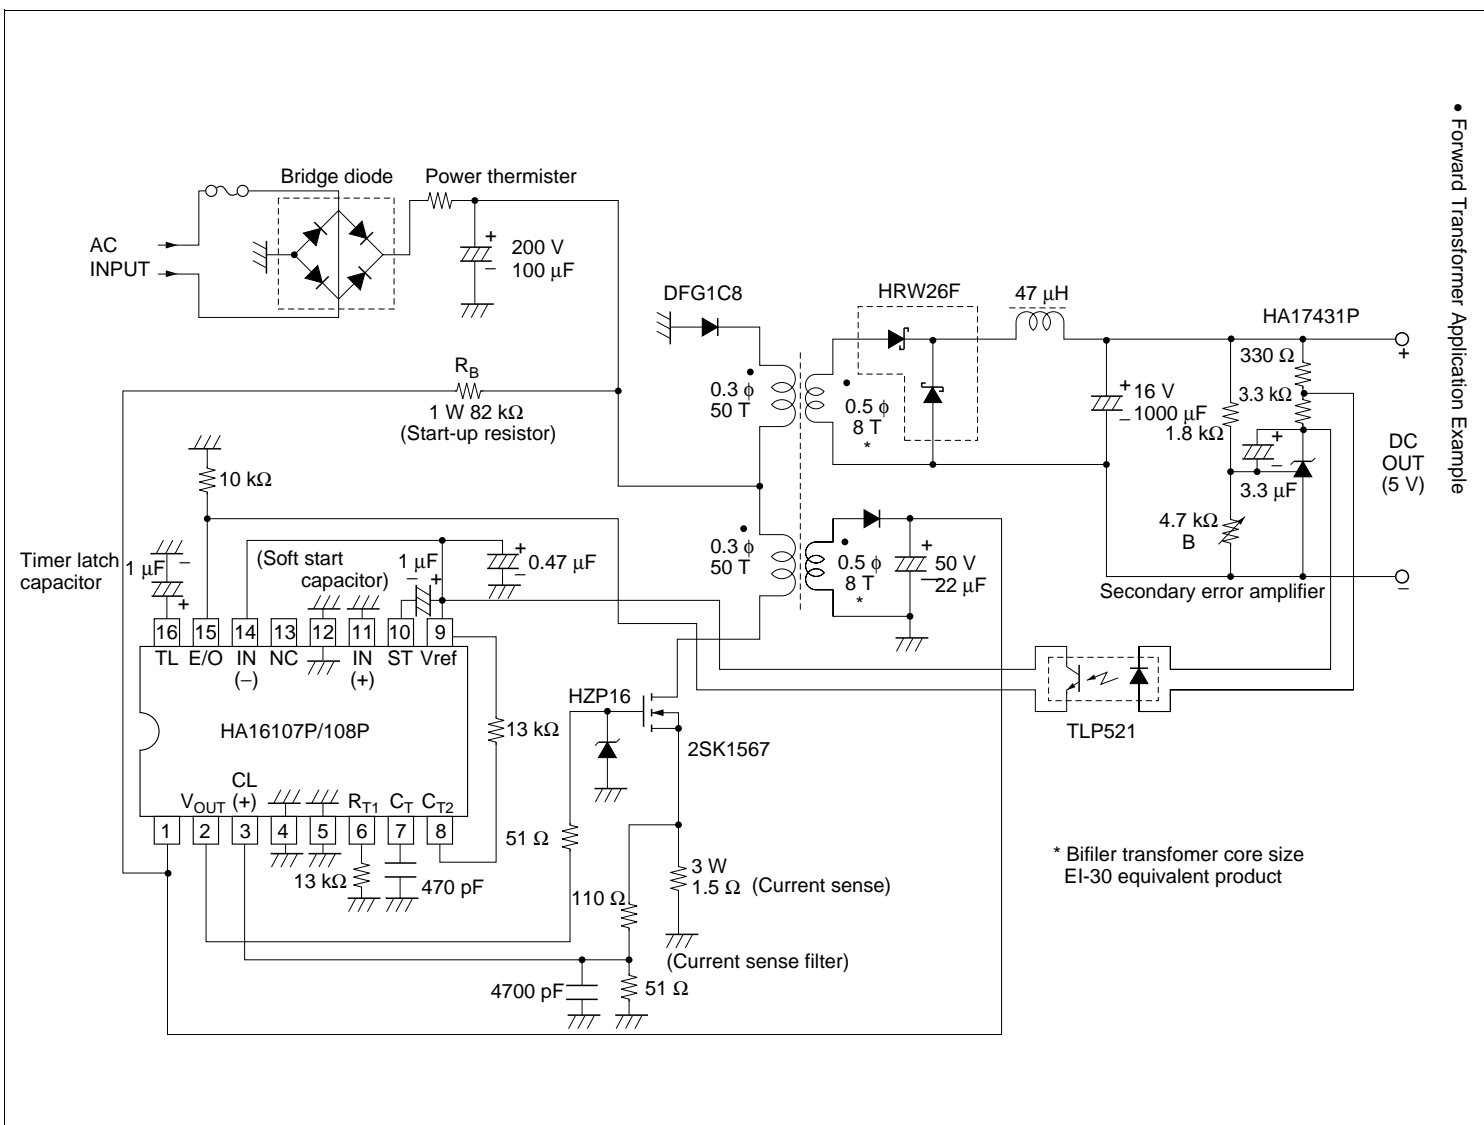 • Forward Transformer Application Example
Bridge diode
Power thermister
AC
INPUT
+
200 V
− 100 µF
DFG1C8
HRW26F
47 µH
HA17431P
+
R_B
1 W 82 kΩ
(Start-up resistor)
0.3 φ
50 T
0.5 φ
8 T
*
+ 16 V
− 1000 µF
330 Ω
3.3 kΩ
1.8 kΩ
+
−
3.3 µF
DC
OUT
(5 V)
10 kΩ
4.7 kΩ
B
Timer latch
capacitor
1 µF
−
+
(Soft start
capacitor)
1 µF
−
+
+
− 0.47 µF
0.3 φ
50 T
0.5 φ
8 T
*
+
50 V
− 22 µF
Secondary error amplifier
−
16
15
14
13
12
11
10
9
TL
E/O
IN
(−)
NC
IN
(+)
ST
Vref
HA16107P/108P
13 kΩ
HZP16
2SK1567
TLP521
V_OUT
CL
(+)
R_T1
C_T
C_T2
1
2
3
4
5
6
7
8
13 kΩ
470 pF
51 Ω
110 Ω
3 W
1.5 Ω (Current sense)
(Current sense filter)
4700 pF
51 Ω
* Bifiler transfomer core size
EI-30 equivalent product